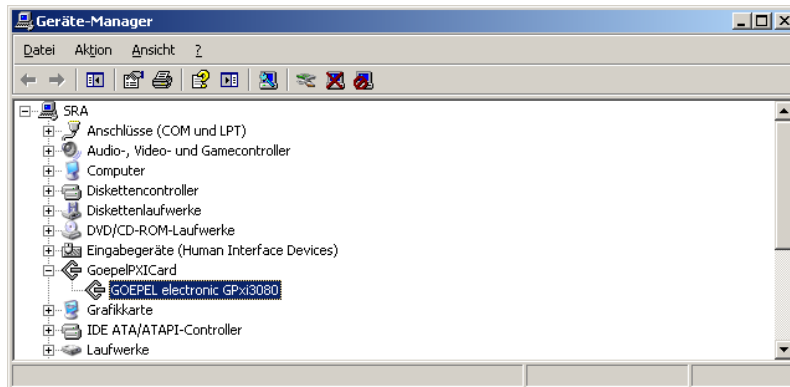 Geräte-Manager
Datei Aktion Ansicht ?
SRA
Anschlüsse (COM und LPT)
Audio-, Video- und Gamecontroller
Computer
Diskettencontroller
Diskettenlaufwerke
DVD/CD-ROM-Laufwerke
Eingabegeräte (Human Interface Devices)
GoepelPXICard
GOEPEL electronic GPxi3080
Grafikkarte
IDE ATA/ATAPI-Controller
Laufwerke